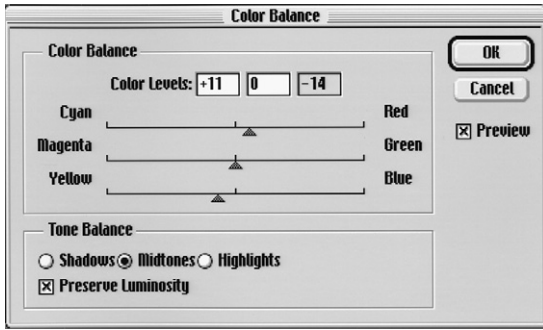 Color Balance
Color Balance
OK
Color Levels: +11 0 -14
Cancel
Cyan Red
Preview
Magenta Green
Yellow Blue
Tone Balance
Shadows Midtones Highlights
Preserve Luminosity